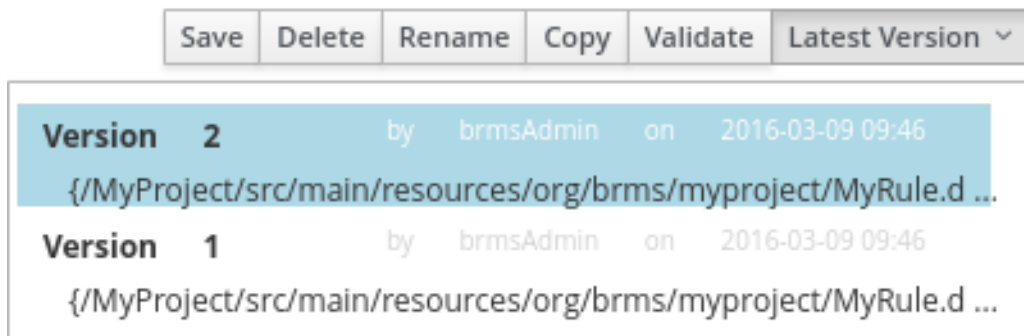 Save Delete Rename Copy Validate Latest Version
Version 2 by brmsAdmin on 2016-03-09 09:46
{/MyProject/src/main/resources/org/brms/myproject/MyRule.d ...
Version 1 by brmsAdmin on 2016-03-09 09:46
{/MyProject/src/main/resources/org/brms/myproject/MyRule.d ...